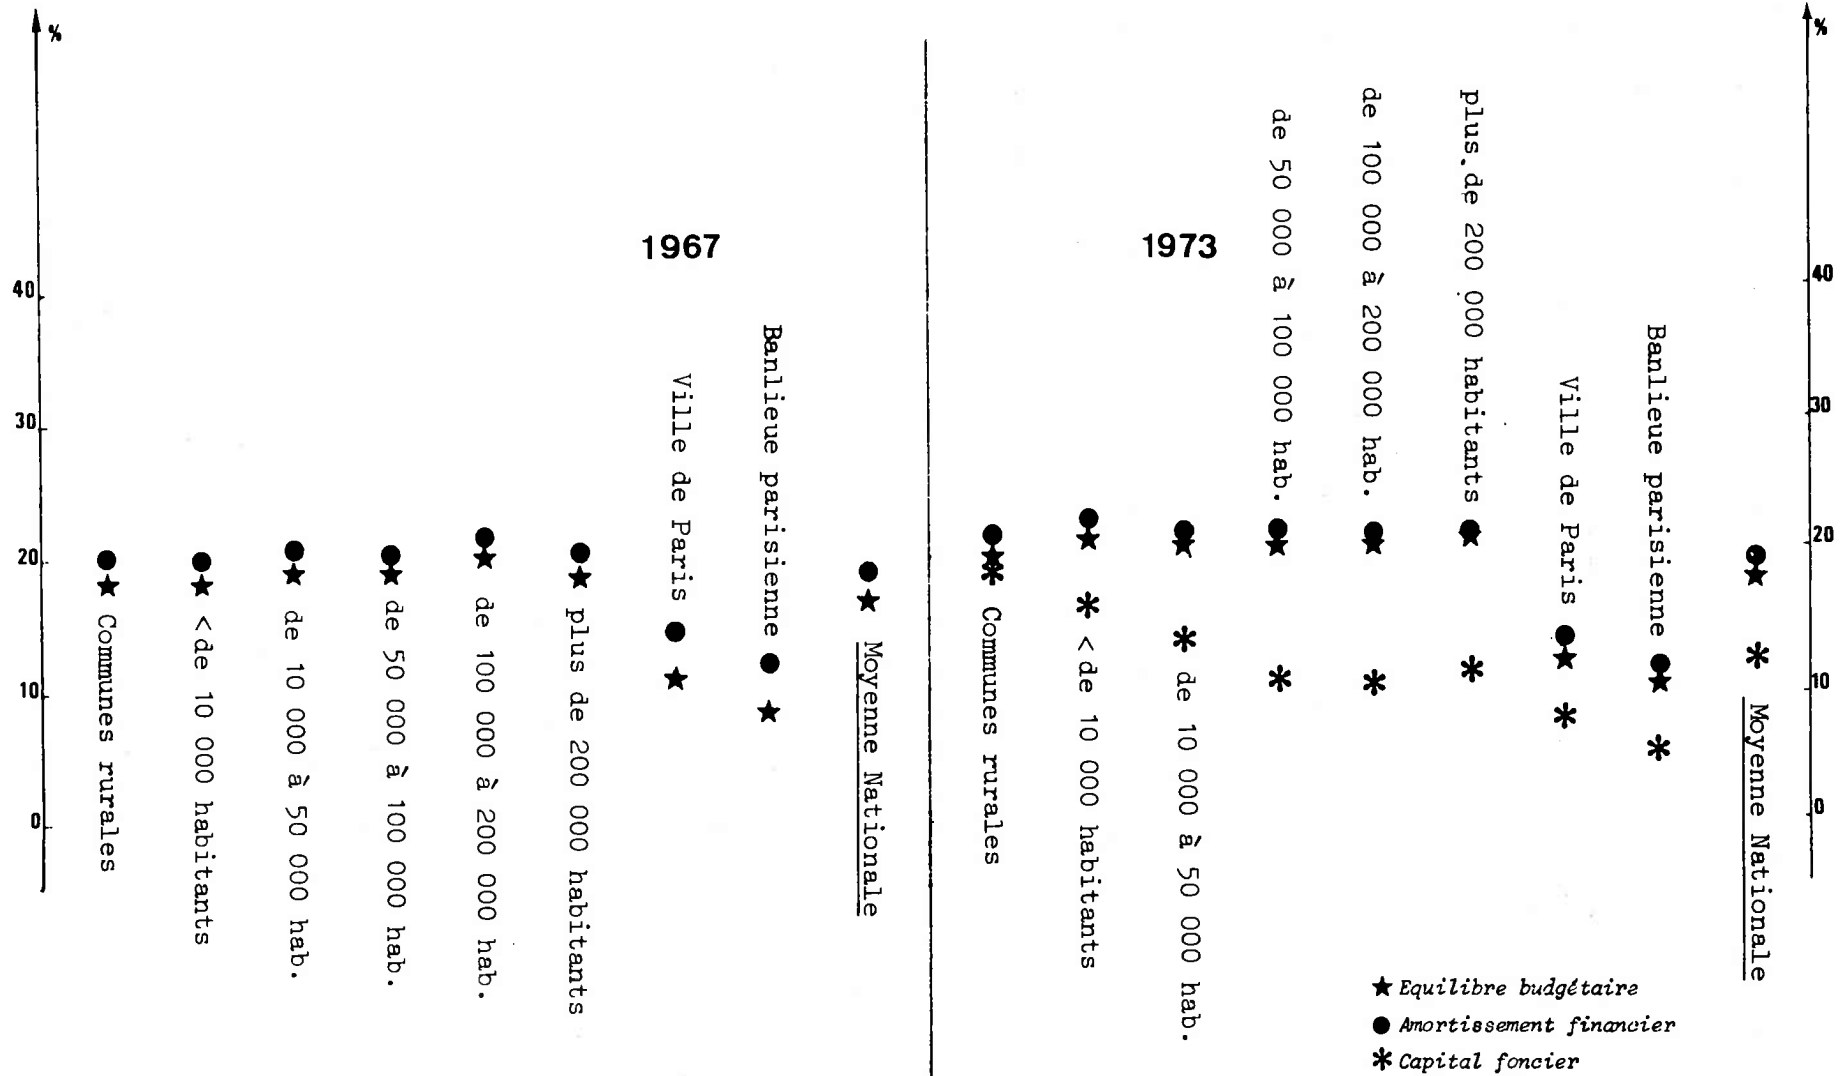 %
40
30
20
10
0
1967
Communes rurales
< de 10 000 habitants
de 10 000 à 50 000 hab.
de 50 000 à 100 000 hab.
de 100 000 à 200 000 hab.
plus de 200 000 habitants
Ville de Paris
Banlieue parisienne
Moyenne Nationale
1973
Communes rurales
< de 10 000 habitants
de 10 000 à 50 000 hab.
de 50 000 à 100 000 hab.
de 100 000 à 200 000 hab.
plus de 200 000 habitants
Ville de Paris
Banlieue parisienne
Moyenne Nationale
%
40
30
20
10
0
★ Equilibre budgétaire
● Amortissement financier
* Capital foncier